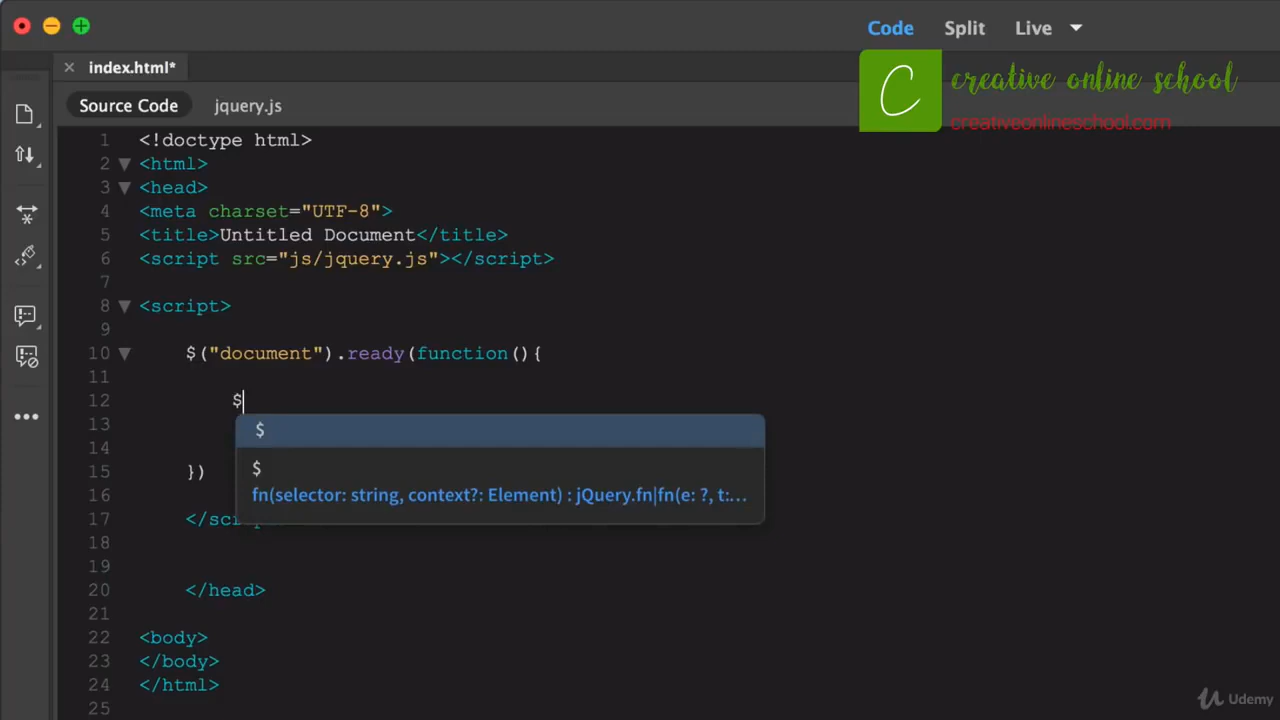 Code Split Live
index.html*
creative online school
creativeonlineschool.com
Source Code jquery.js
1 <!doctype html>
2 <html>
3 <head>
4 <meta charset="UTF-8">
5 <title>Untitled Document</title>
6 <script src="js/jquery.js"></script>
7
8 <script>
9
10 $("document").ready(function(){
11
12 $
13 $
14 $
15 })
fn(selector: string, context?: Element) : jQuery.fn|fn(e: ?, t:…
16
17 </scr
18
19
20 </head>
21
22 <body>
23 </body>
24 </html>
25
Udemy